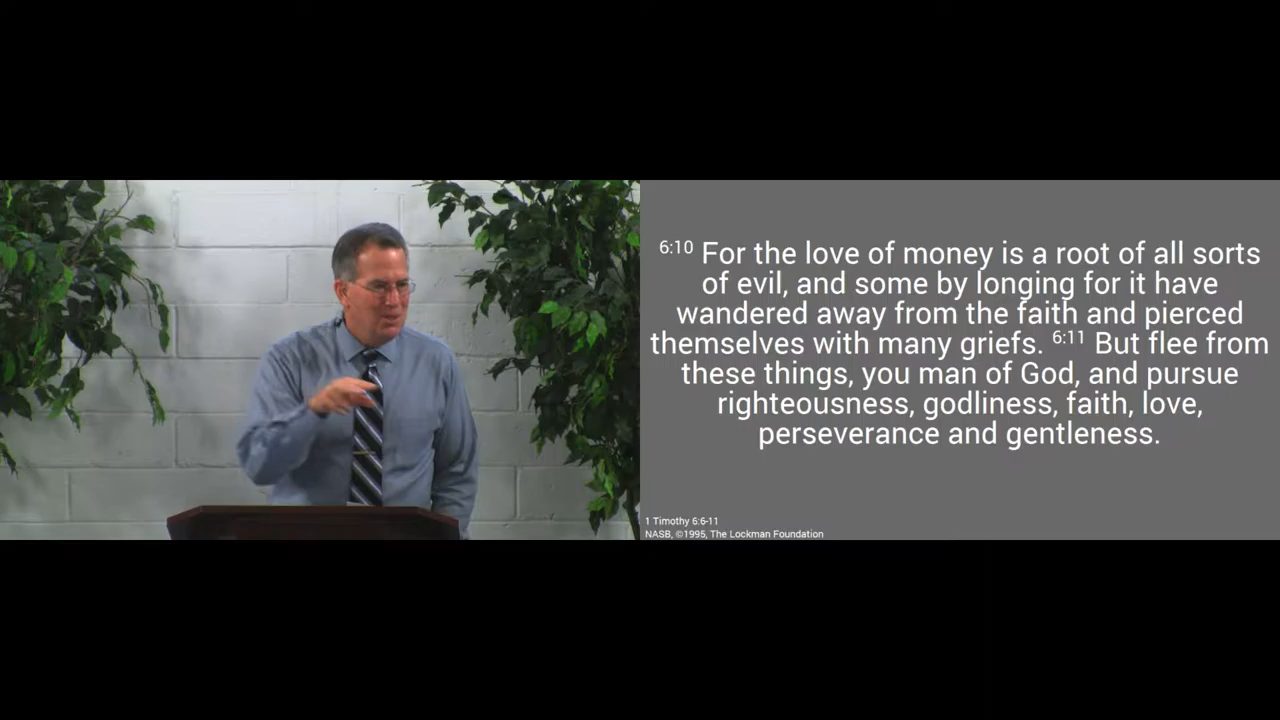 6:10 For the love of money is a root of all sorts
of evil, and some by longing for it have
wandered away from the faith and pierced
themselves with many griefs. 6:11 But flee from
these things, you man of God, and pursue
righteousness, godliness, faith, love,
perseverance and gentleness.
1 Timothy 6:6-11
NASB, ©1995, The Lockman Foundation